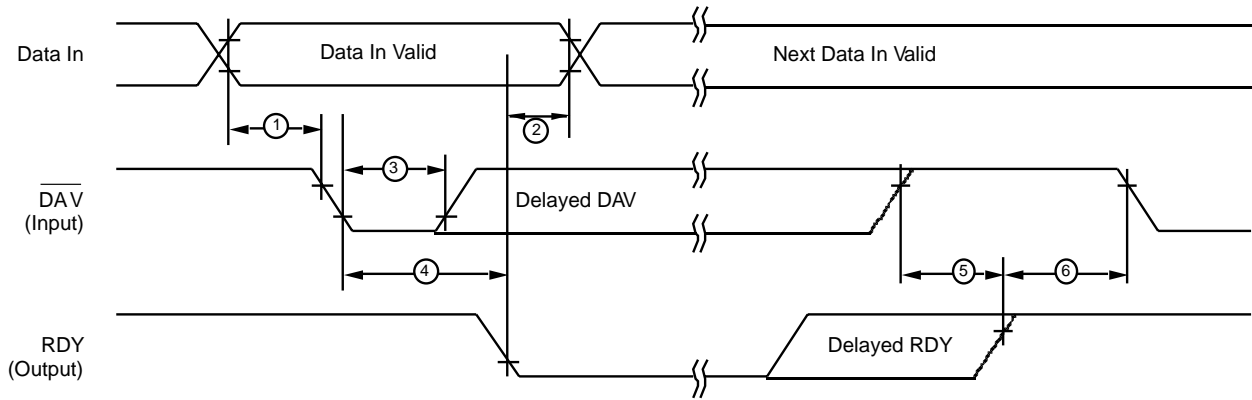 Data In
Data In Valid
Next Data In Valid
1
2
3
DAV
(Input)
Delayed DAV
4
5
6
RDY
(Output)
Delayed RDY